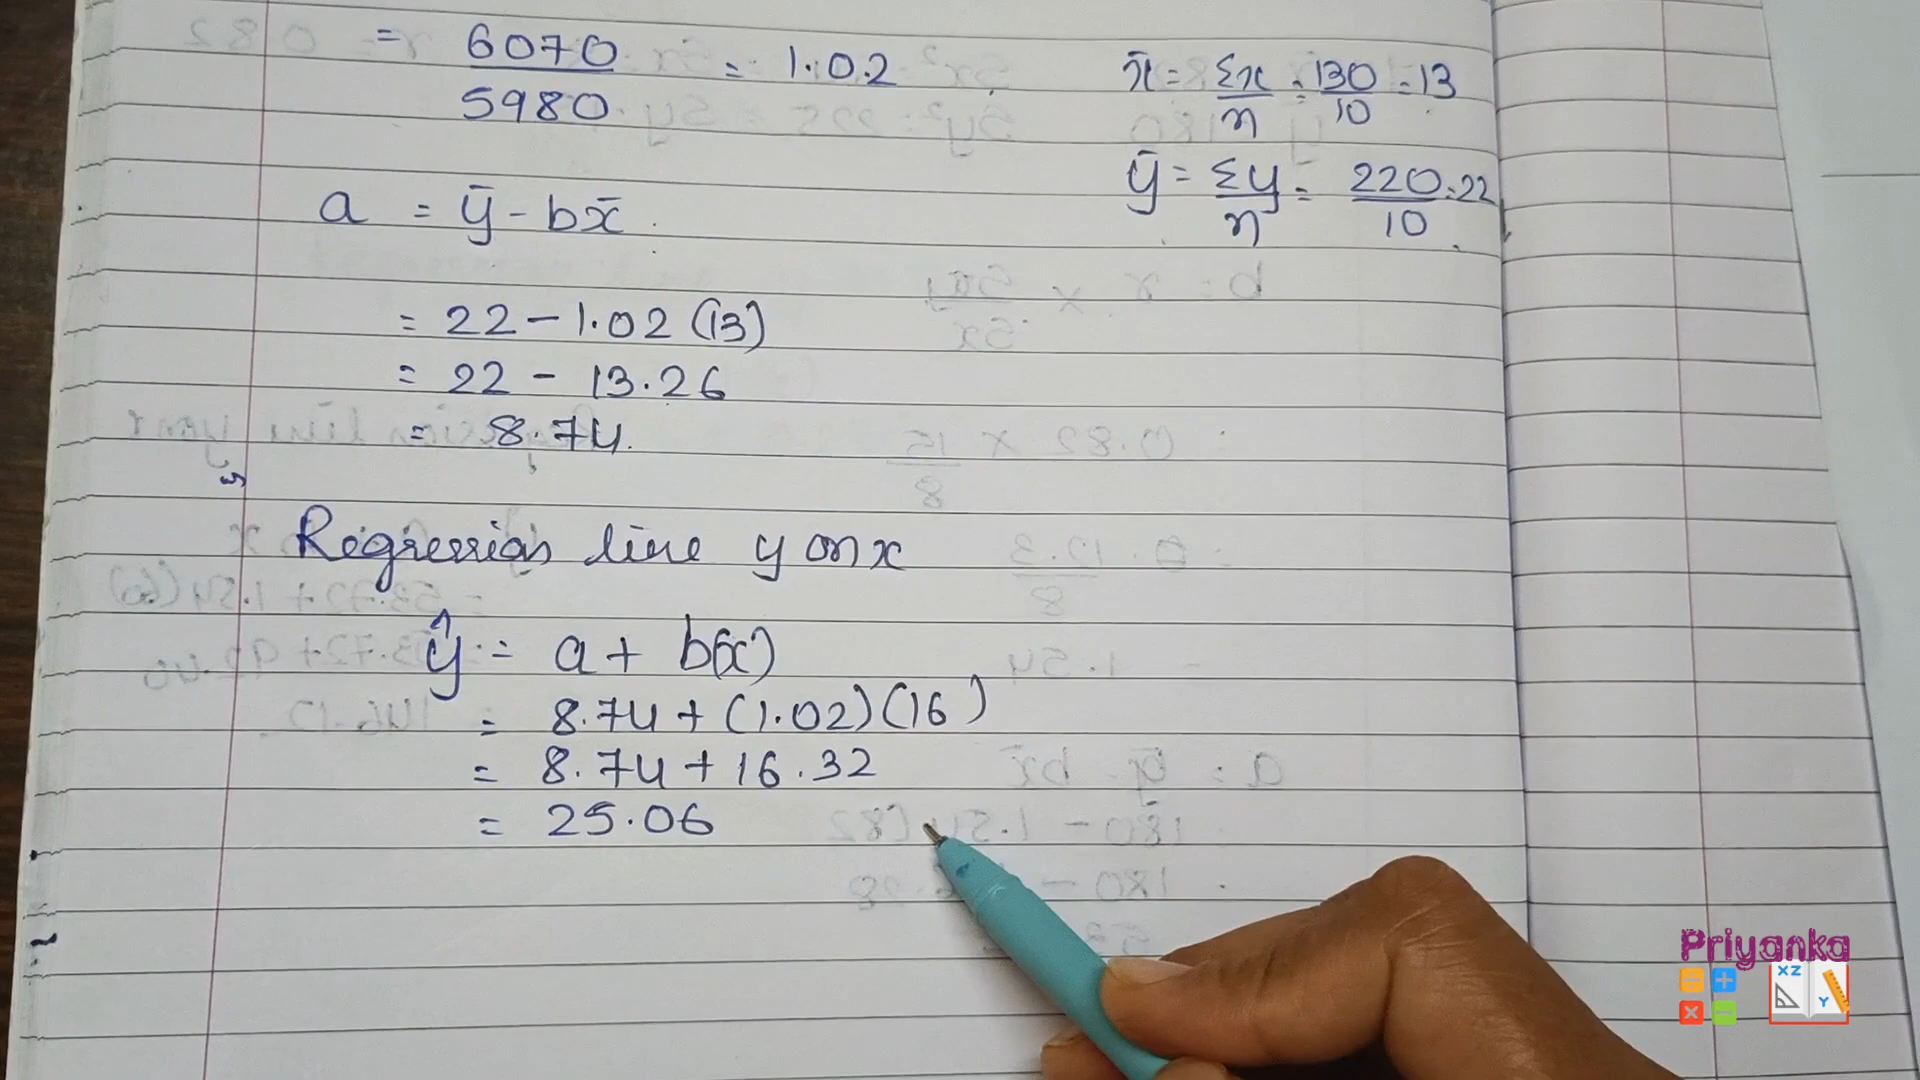 = 6070/5980 = 1.02
x̄ = Σx/n = 130/10 = 13
ȳ = Σy/n = 220/10 = 22
a = ȳ - bx̄
= 22 - 1.02 (13)
= 22 - 13.26
= 8.74
Regression line y on x
ŷ = a + b(x)
= 8.74 + (1.02)(16)
= 8.74 + 16.32
= 25.06
Priyanka
XZ
Y